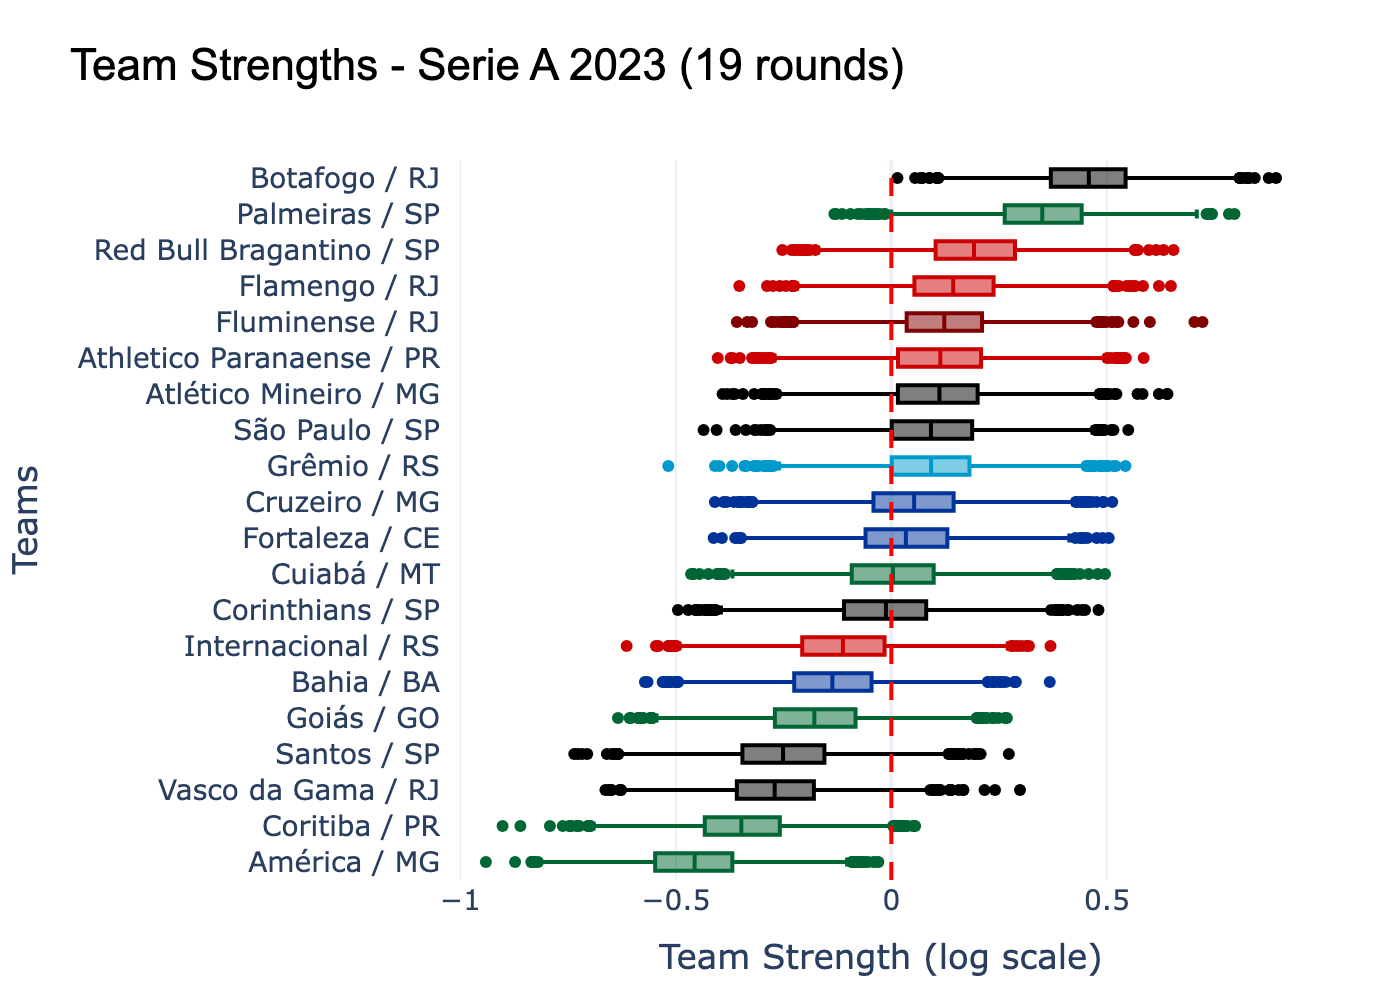 Team Strengths - Serie A 2023 (19 rounds)
Botafogo / RJ
Palmeiras / SP
Red Bull Bragantino / SP
Flamengo / RJ
Fluminense / RJ
Athletico Paranaense / PR
Atlético Mineiro / MG
São Paulo / SP
Grêmio / RS
Cruzeiro / MG
Fortaleza / CE
Cuiabá / MT
Corinthians / SP
Internacional / RS
Bahia / BA
Goiás / GO
Santos / SP
Vasco da Gama / RJ
Coritiba / PR
América / MG
Teams
−1 −0.5 0 0.5
Team Strength (log scale)